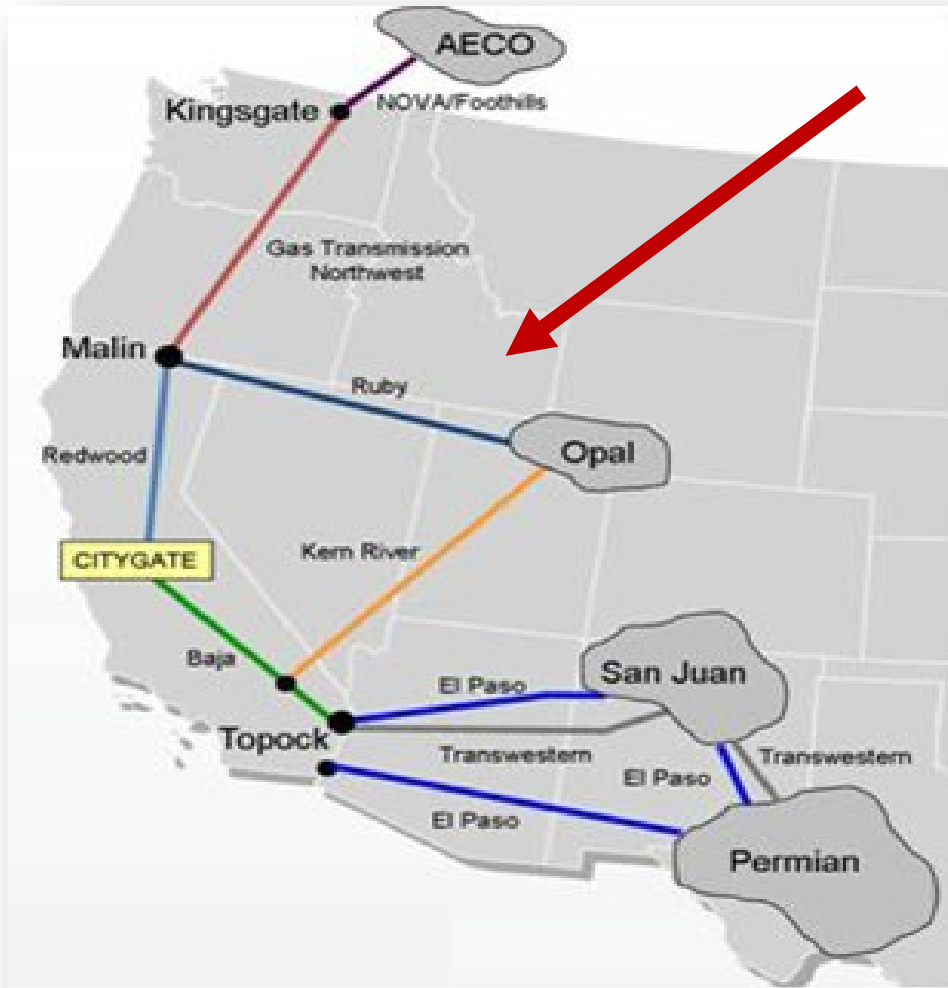 AECO
Kingsgate
NOVA/Foothills
Gas Transmission
Northwest
Malin
Ruby
Redwood
Opal
CITYGATE
Kern River
Baja
San Juan
El Paso
Topock
Transwestern
Transwestern
El Paso
El Paso
Permian